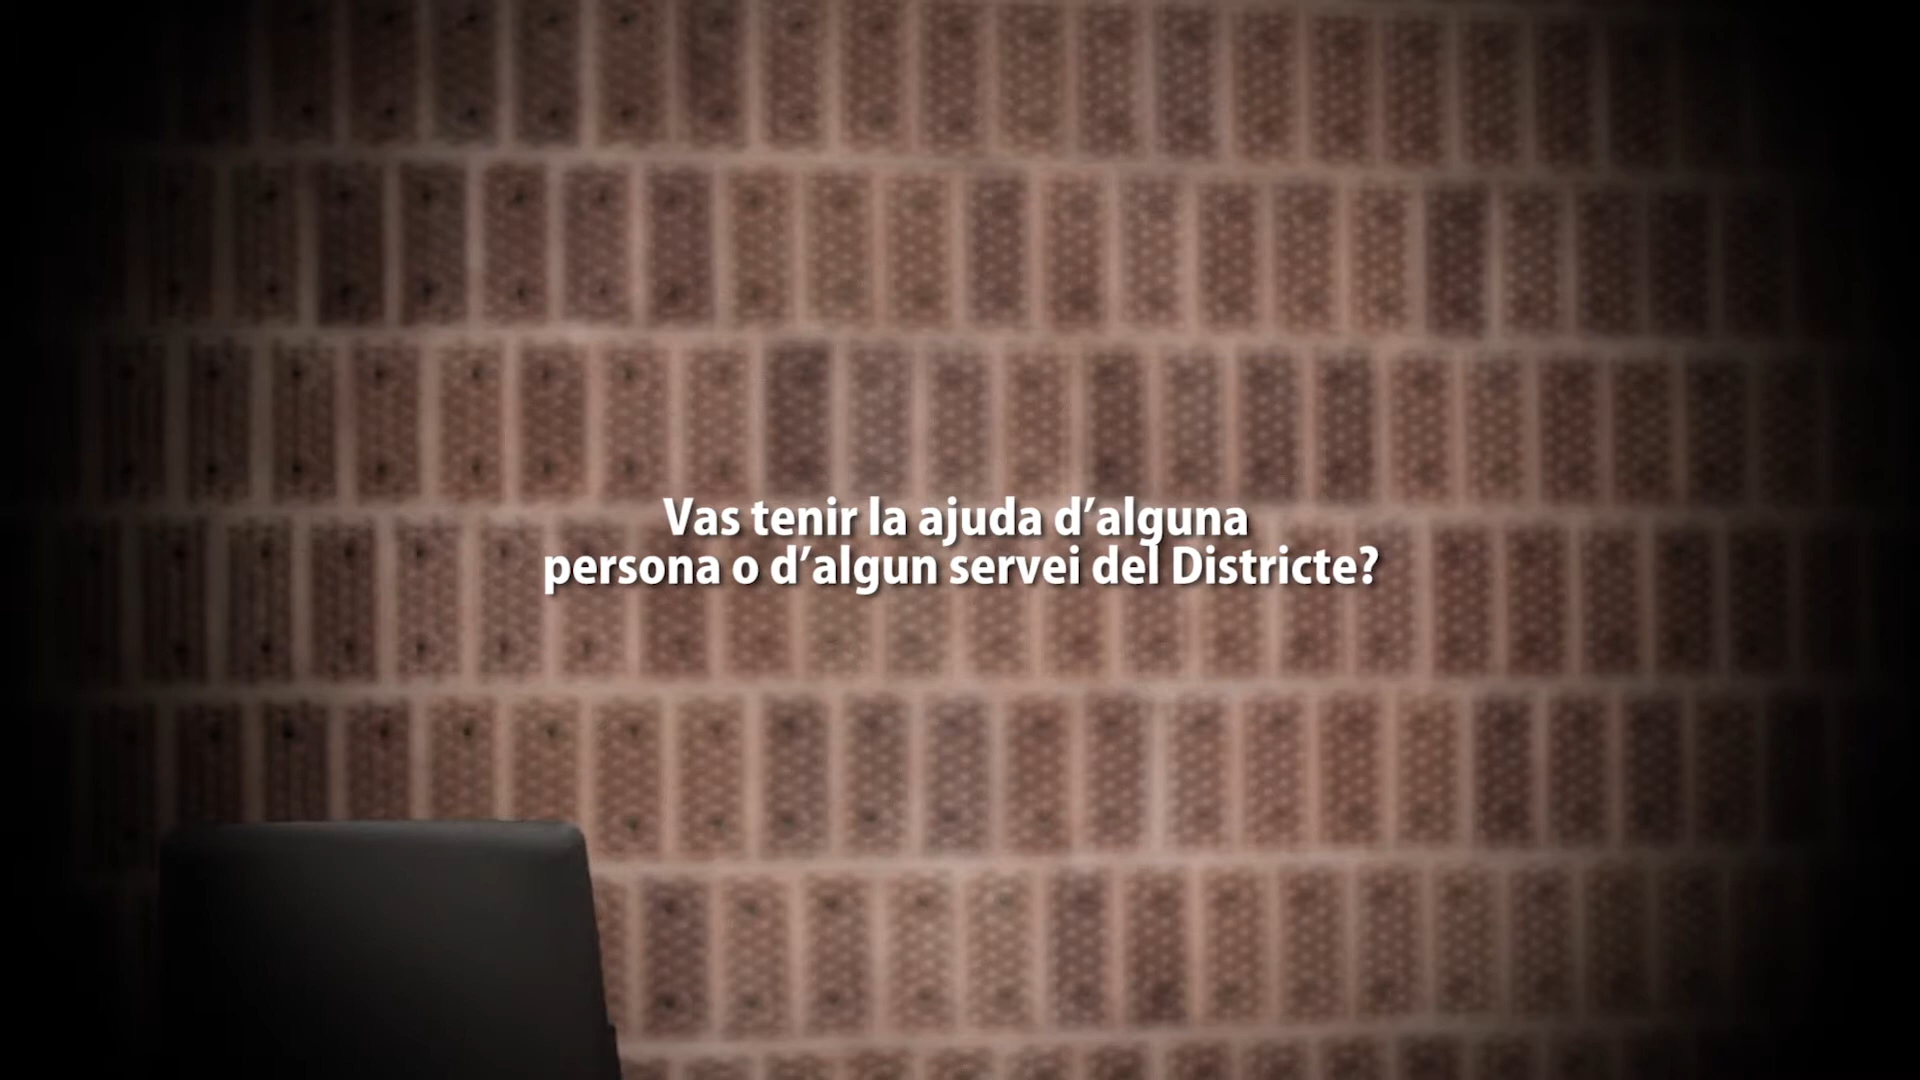 Vas tenir la ajuda d’alguna
persona o d’algun servei del Districte?